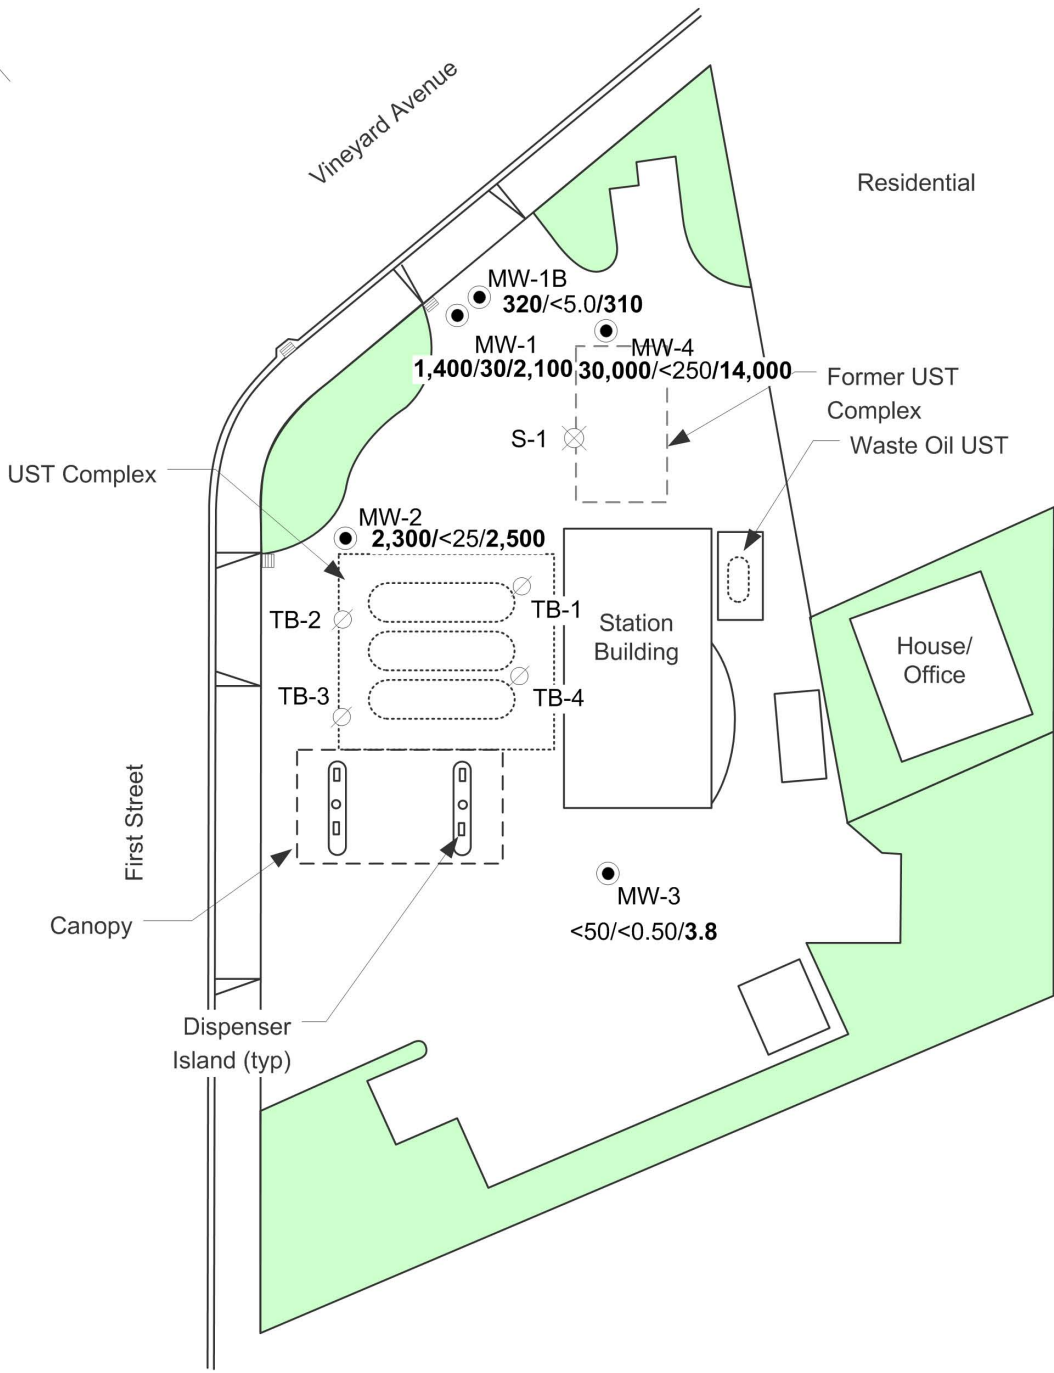 Vineyard Avenue
Residential
MW-1B
320/<5.0/310
MW-1
1,400/30/2,100
MW-4
30,000/<250/14,000
Former UST
Complex
S-1
Waste Oil UST
UST Complex
MW-2
2,300/<25/2,500
TB-1
TB-2
Station
Building
House/
Office
TB-3
TB-4
First Street
MW-3
<50/<0.50/3.8
Canopy
Dispenser
Island (typ)